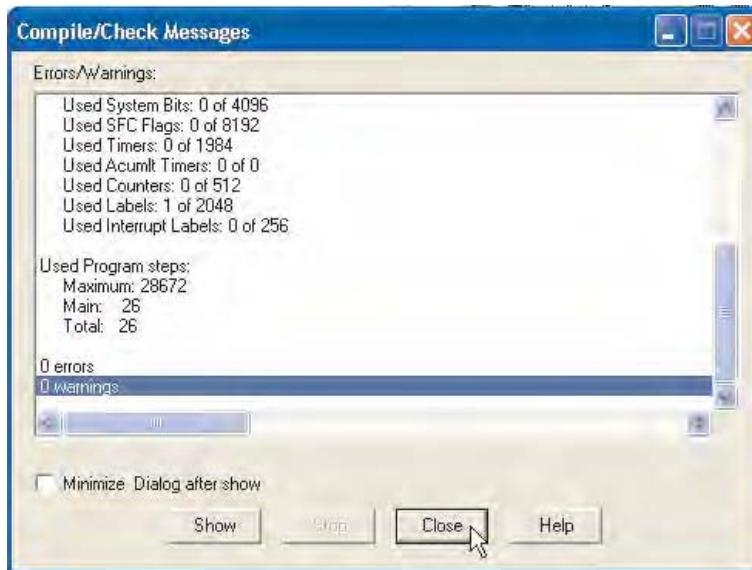 Compile/Check Messages
Errors/Warnings:
Used System Bits: 0 of 4096
Used SFC Flags: 0 of 8192
Used Timers: 0 of 1984
Used Acumlt Timers: 0 of 0
Used Counters: 0 of 512
Used Labels: 1 of 2048
Used Interrupt Labels: 0 of 256
Used Program steps:
Maximum: 28672
Main: 26
Total: 26
0 errors
0 warnings
Minimize Dialog after show
Show Stop Close Help